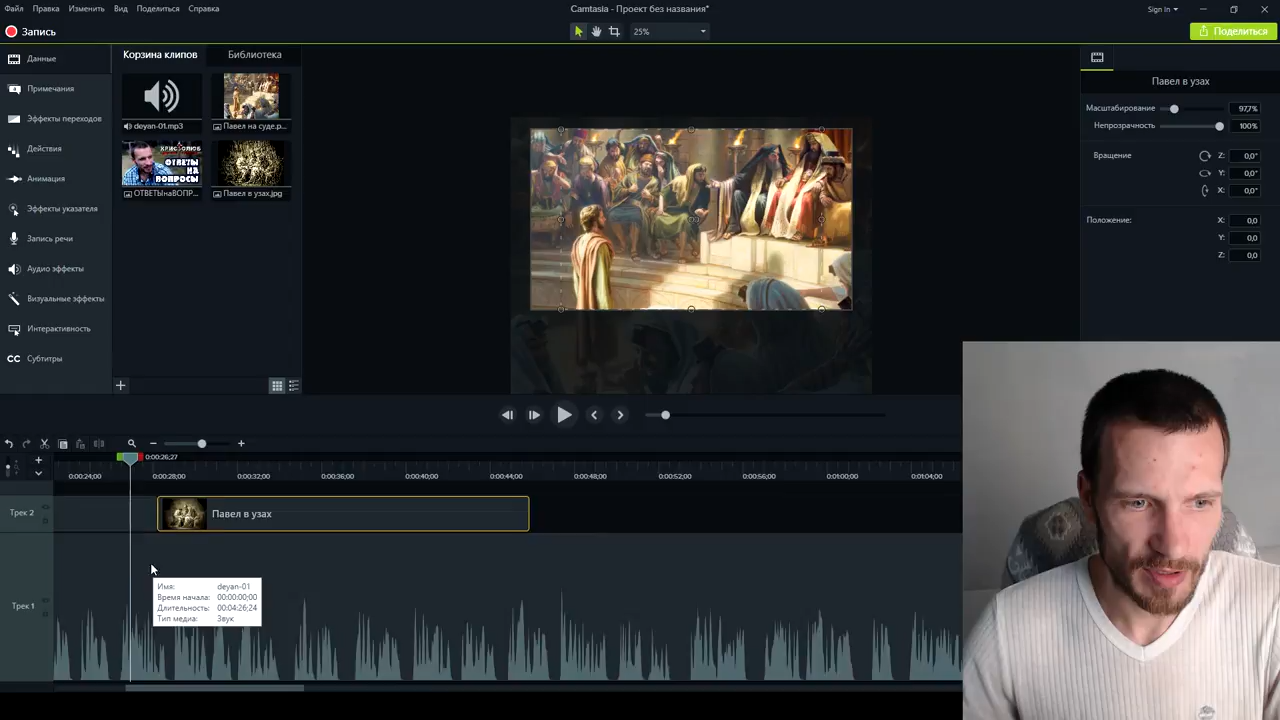 Файл Правка Изменить Вид Поделиться Справка
Camtasia - Проект без названия*
Sign In
Запись
25%
Поделиться
Данные
Примечания
Эффекты переходов
Действия
Анимация
Эффекты указателя
Запись речи
Аудио эффекты
Визуальные эффекты
Интерактивность
CC Субтитры
Корзина клипов Библиотека
deyan-01.mp3 Павел на суде.р...
ХРИСТОЛЮБ
ОТВЕТЫ
НА
ВОПРОСЫ
ОТВЕТЫнаВОПР... Павел в узах.jpg
Павел в узах
Масштабирование 97,7%
Непрозрачность 100%
Вращение Z: 0,0°
Y: 0,0°
X: 0,0°
Положение: X: 0,0
Y: 0,0
Z: 0,0
0:00:26;27
0:00:24;00 0:00:28;00 0:00:32;00 0:00:36;00 0:00:40;00 0:00:44;00 0:00:48;00 0:00:52;00 0:00:56;00 0:01:00;00 0:01:04;00
Трек 2
Павел в узах
Имя: deyan-01
Время начала: 00:00:00;00
Длительность: 00:04:26;24
Тип медиа: Звук
Трек 1